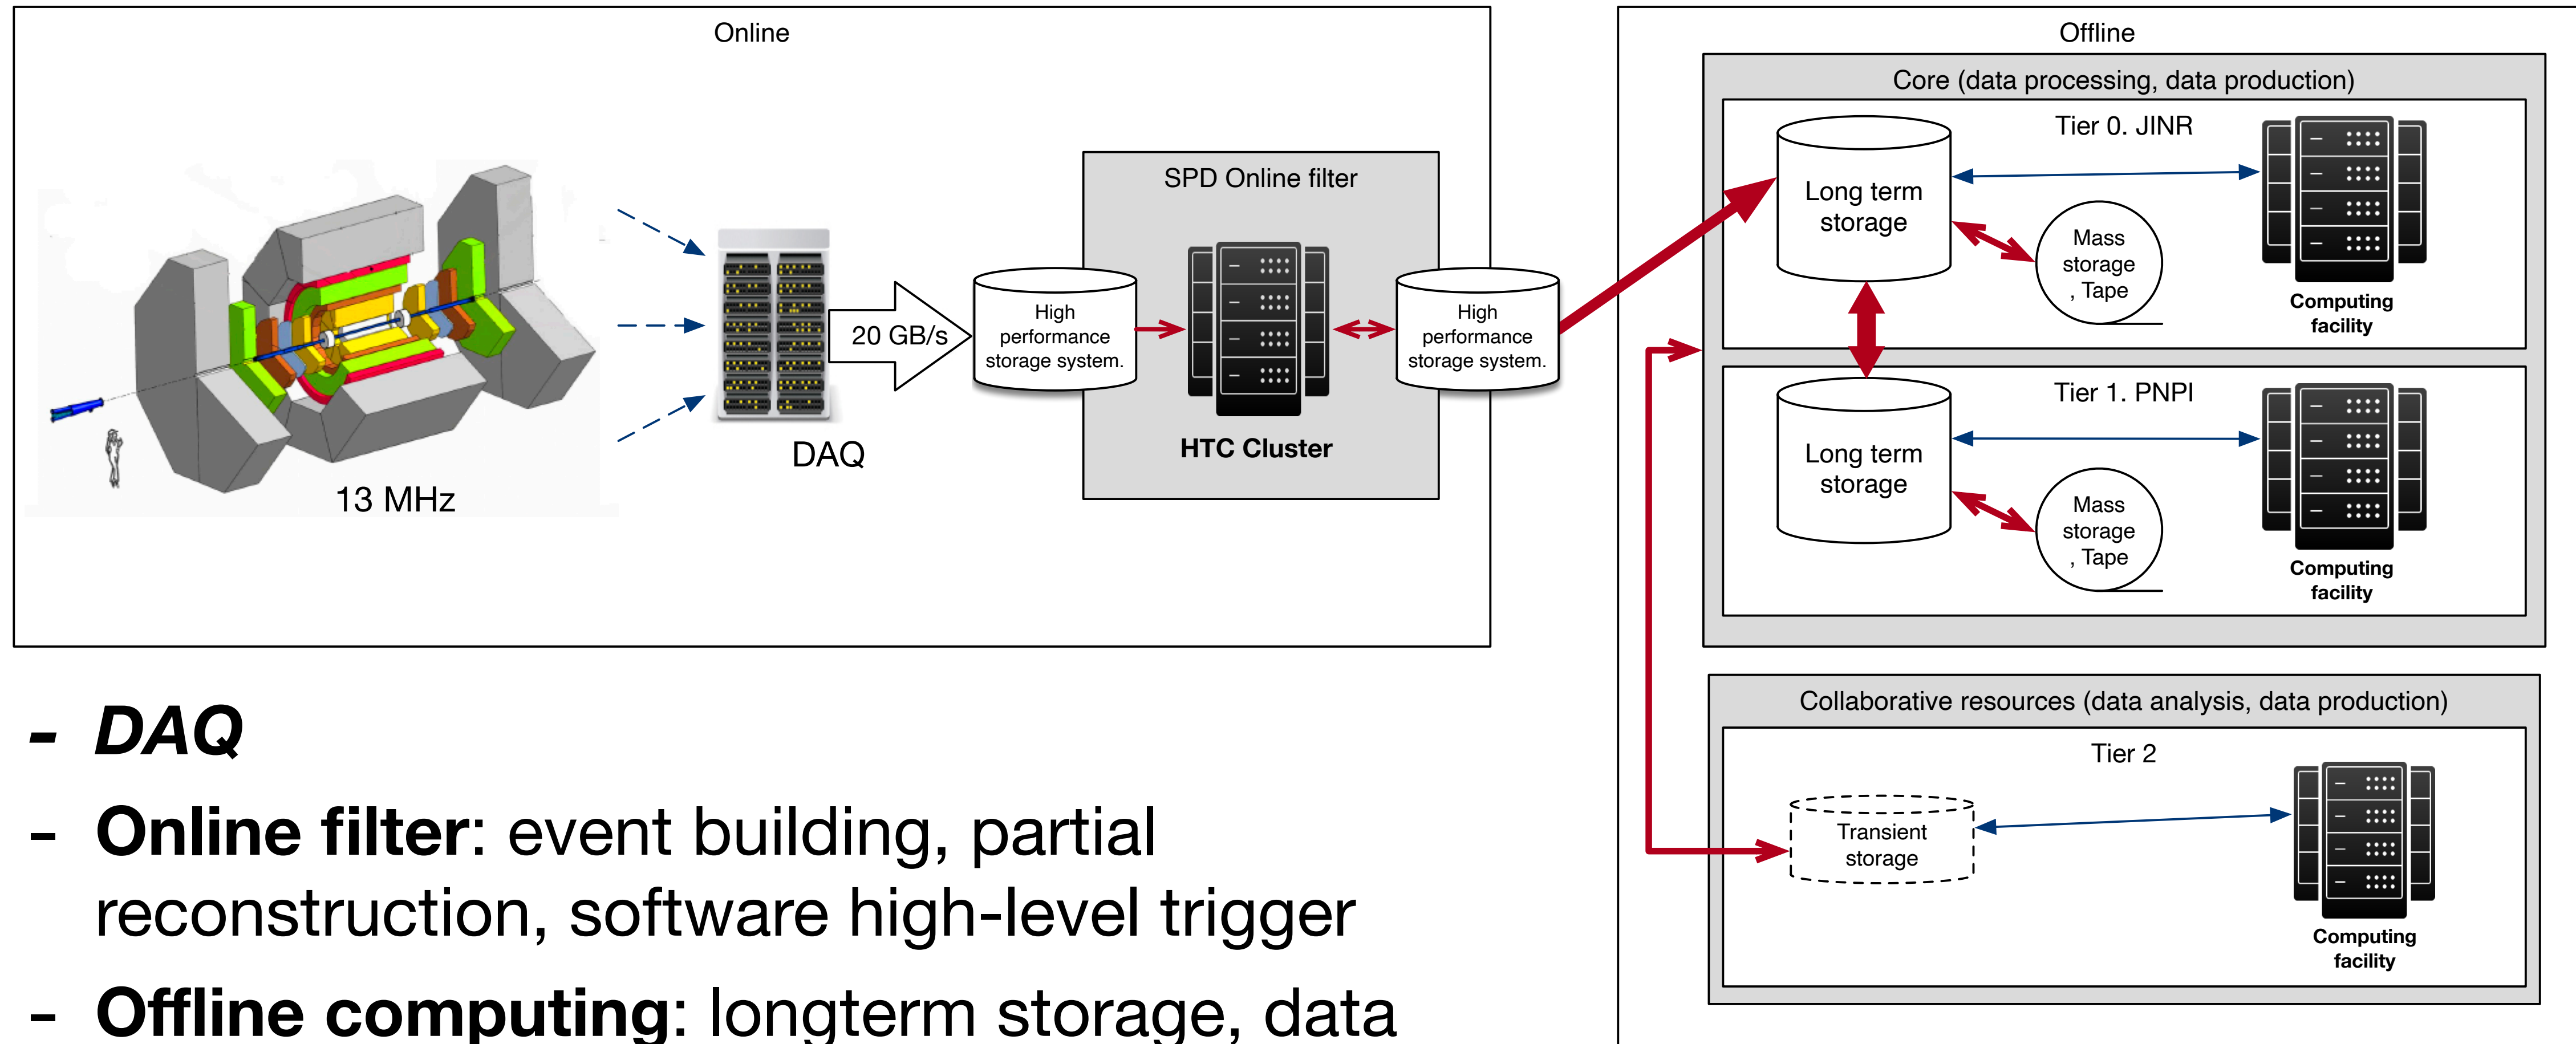 Online
13 MHz
DAQ
20 GB/s
High
performance
storage system.
SPD Online filter
HTC Cluster
High
performance
storage system.
Offline
Core (data processing, data production)
Tier 0. JINR
Long term
storage
Mass
storage
, Tape
Computing
facility
Tier 1. PNPI
Long term
storage
Mass
storage
, Tape
Computing
facility
Collaborative resources (data analysis, data production)
Tier 2
Transient
storage
Computing
facility
- DAQ
- Online filter: event building, partial
reconstruction, software high-level trigger
- Offline computing: longterm storage, data